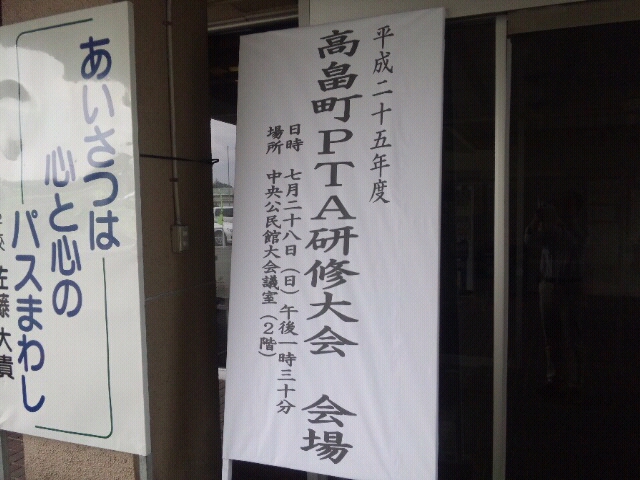 平成二十五年度
高畠町PTA研修大会　会場
日時　七月二十八日（日）午後一時三十分
場所　中央公民館大会議室（2階）
あいさつは
心と心の
パスまわし
佐藤大貴